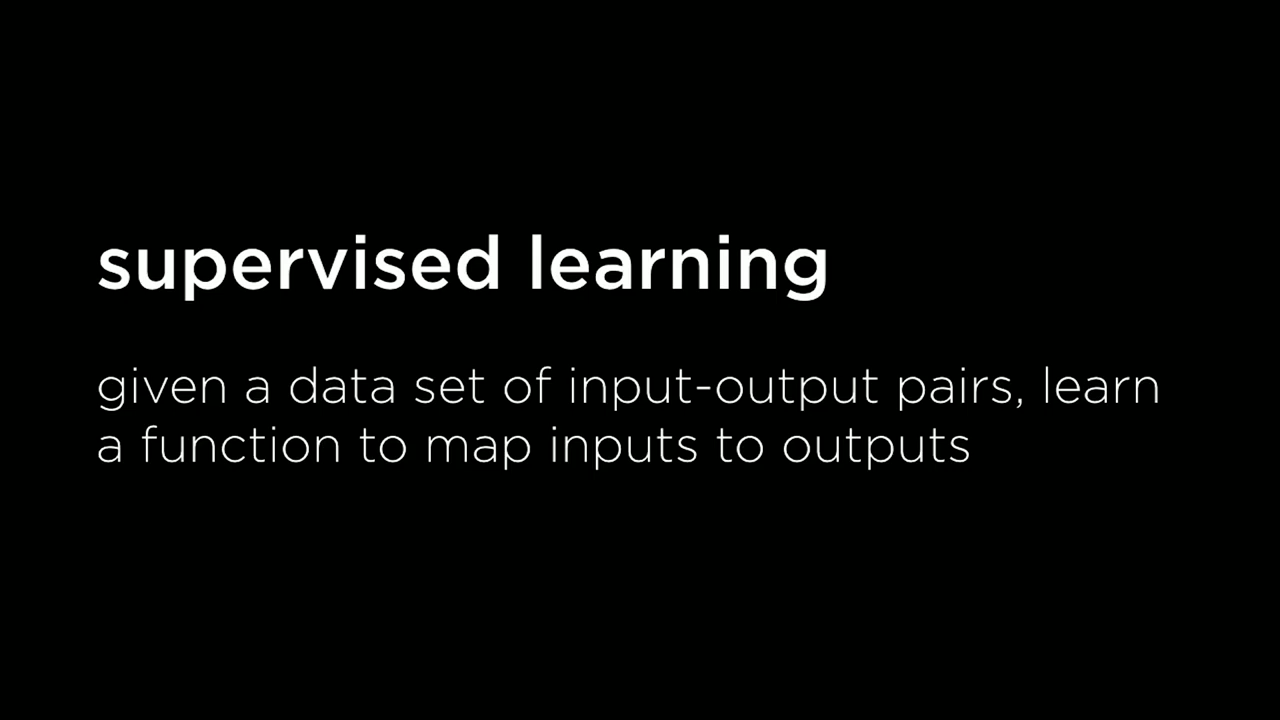 supervised learning
given a data set of input-output pairs, learn
a function to map inputs to outputs